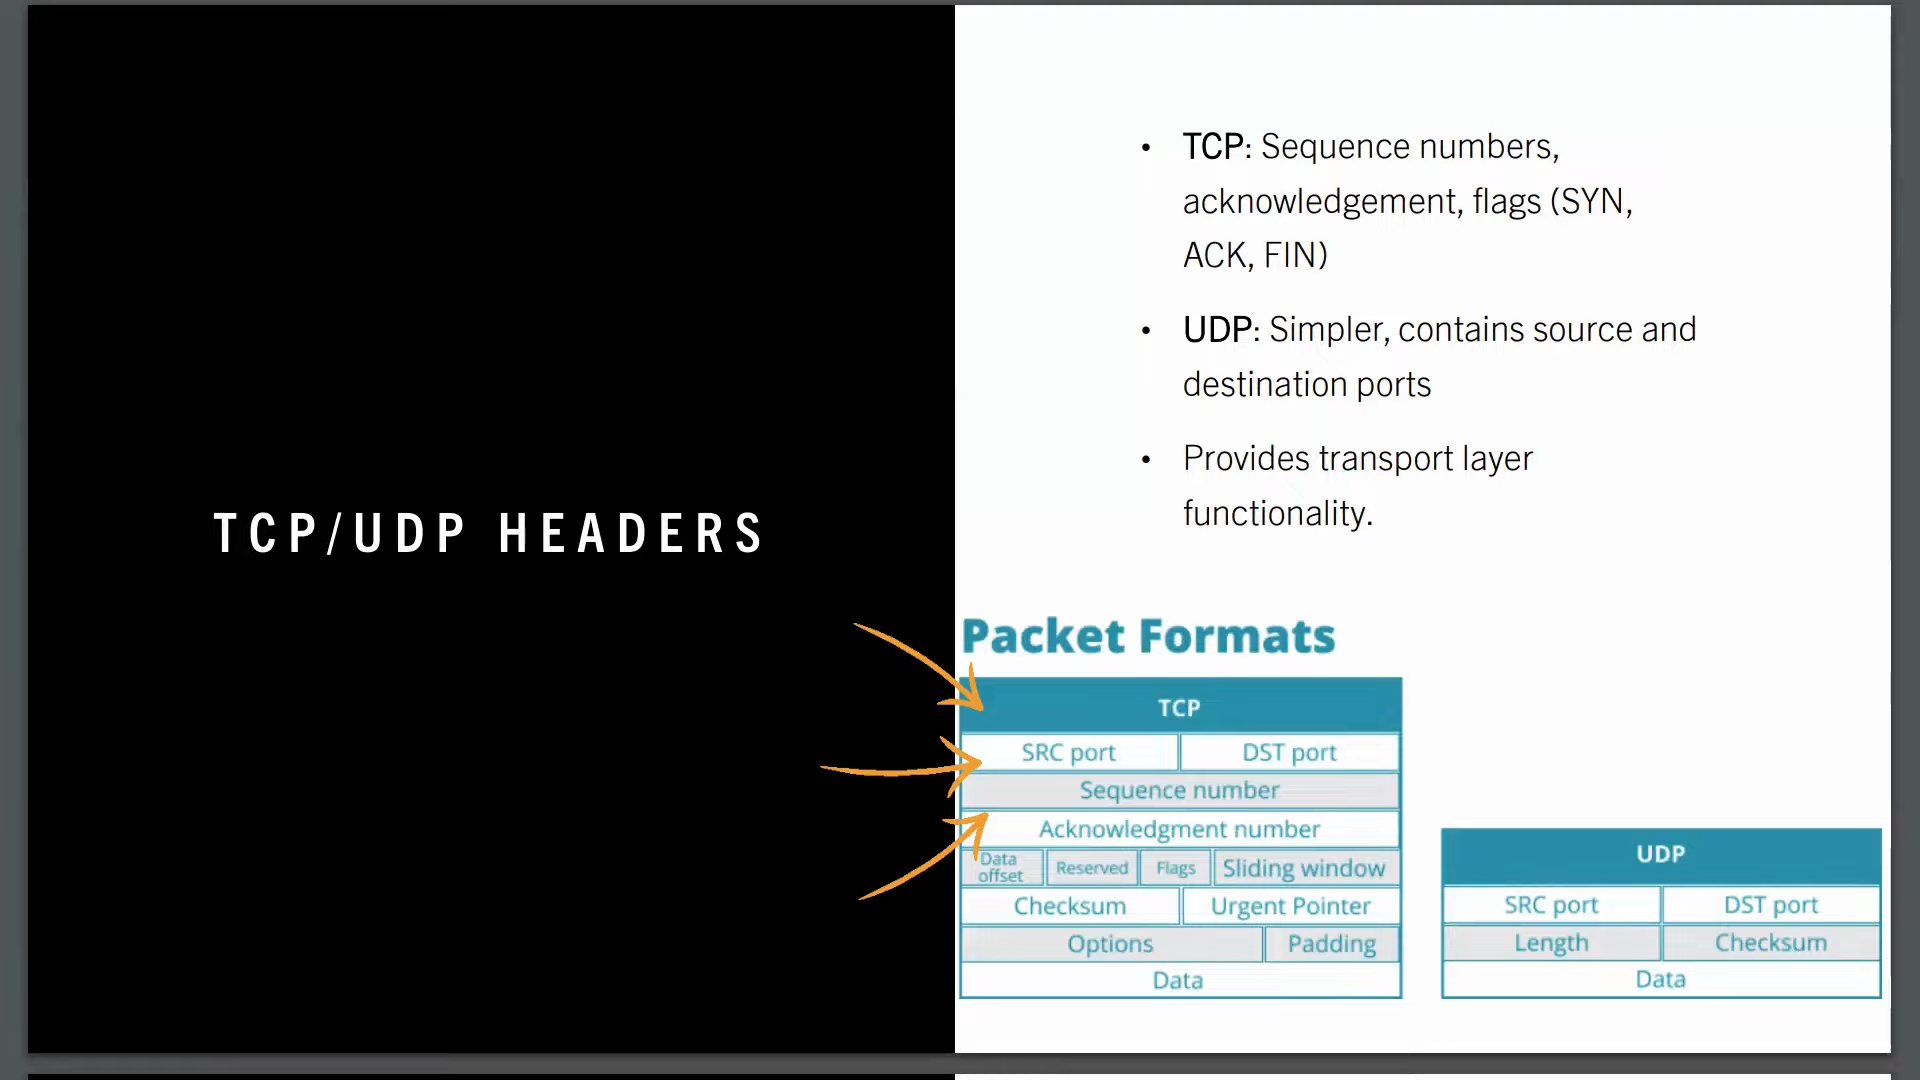 TCP/UDP HEADERS
• TCP: Sequence numbers,
acknowledgement, flags (SYN,
ACK, FIN)
• UDP: Simpler, contains source and
destination ports
• Provides transport layer
functionality.
Packet Formats
TCP
SRC port DST port
Sequence number
Acknowledgment number
Data offset Reserved Flags Sliding window
Checksum Urgent Pointer
Options Padding
Data
UDP
SRC port DST port
Length Checksum
Data